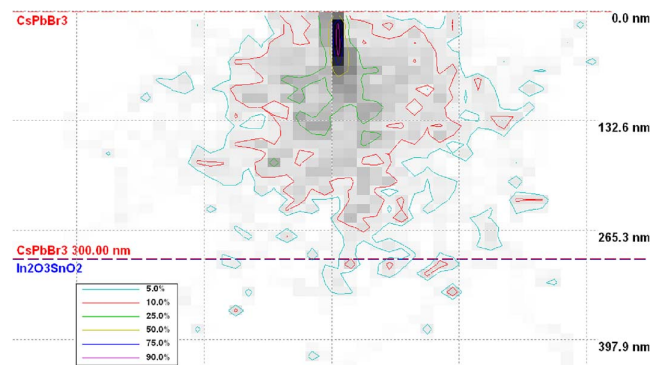 CsPbBr3
0.0 nm
132.6 nm
265.3 nm
CsPbBr3 300.00 nm
In2O3SnO2
5.0%
10.0%
25.0%
50.0%
75.0%
90.0%
397.9 nm